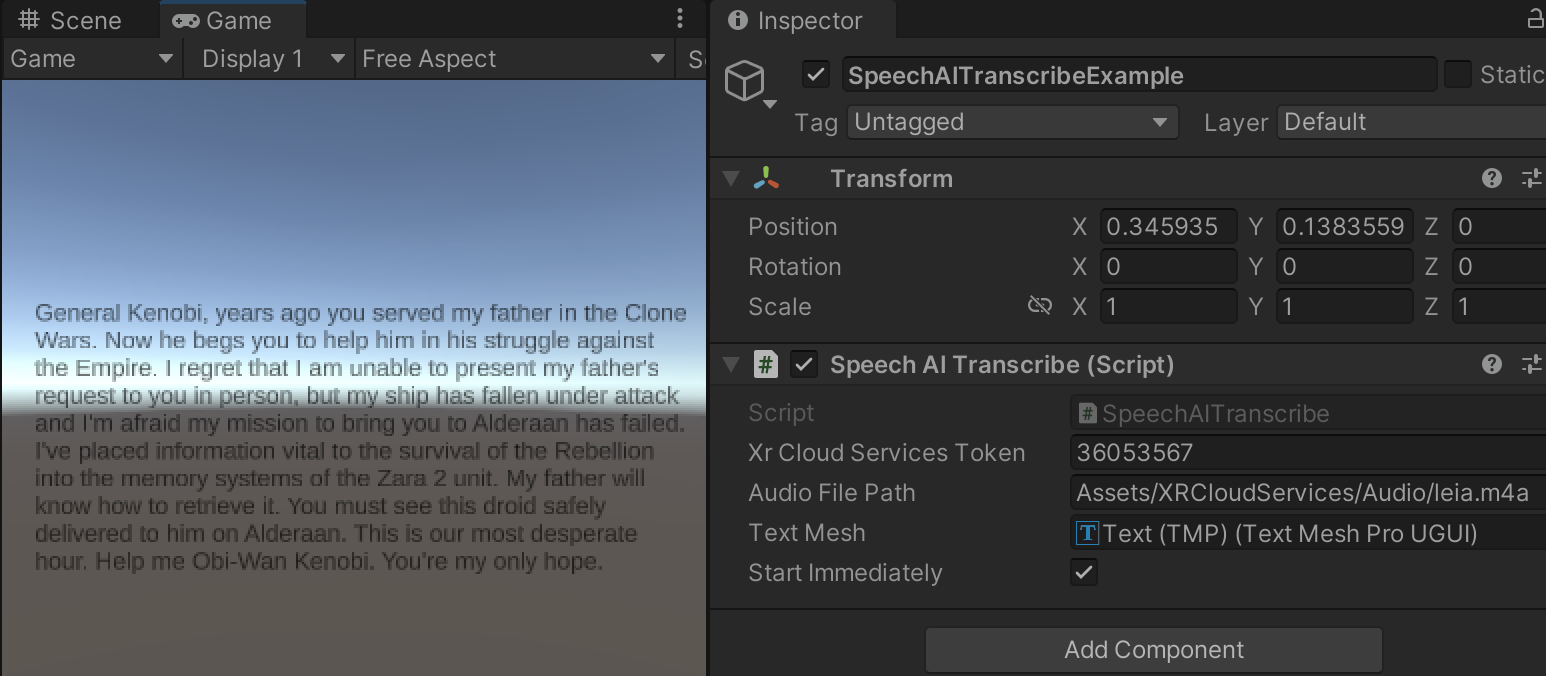 Scene
Game
Game
Display 1
Free Aspect
General Kenobi, years ago you served my father in the Clone
Wars. Now he begs you to help him in his struggle against
the Empire. I regret that I am unable to present my father's
request to you in person, but my ship has fallen under attack
and I'm afraid my mission to bring you to Alderaan has failed.
I've placed information vital to the survival of the Rebellion
into the memory systems of the Zara 2 unit. My father will
know how to retrieve it. You must see this droid safely
delivered to him on Alderaan. This is our most desperate
hour. Help me Obi-Wan Kenobi. You're my only hope.
Inspector
SpeechAITranscribeExample
Static
Tag Untagged Layer Default
Transform
Position X 0.345935 Y 0.1383559 Z 0
Rotation X 0 Y 0 Z 0
Scale X 1 Y 1 Z 1
# Speech AI Transcribe (Script)
Script # SpeechAITranscribe
Xr Cloud Services Token 36053567
Audio File Path Assets/XRCloudServices/Audio/leia.m4a
Text Mesh Text (TMP) (Text Mesh Pro UGUI)
Start Immediately
Add Component